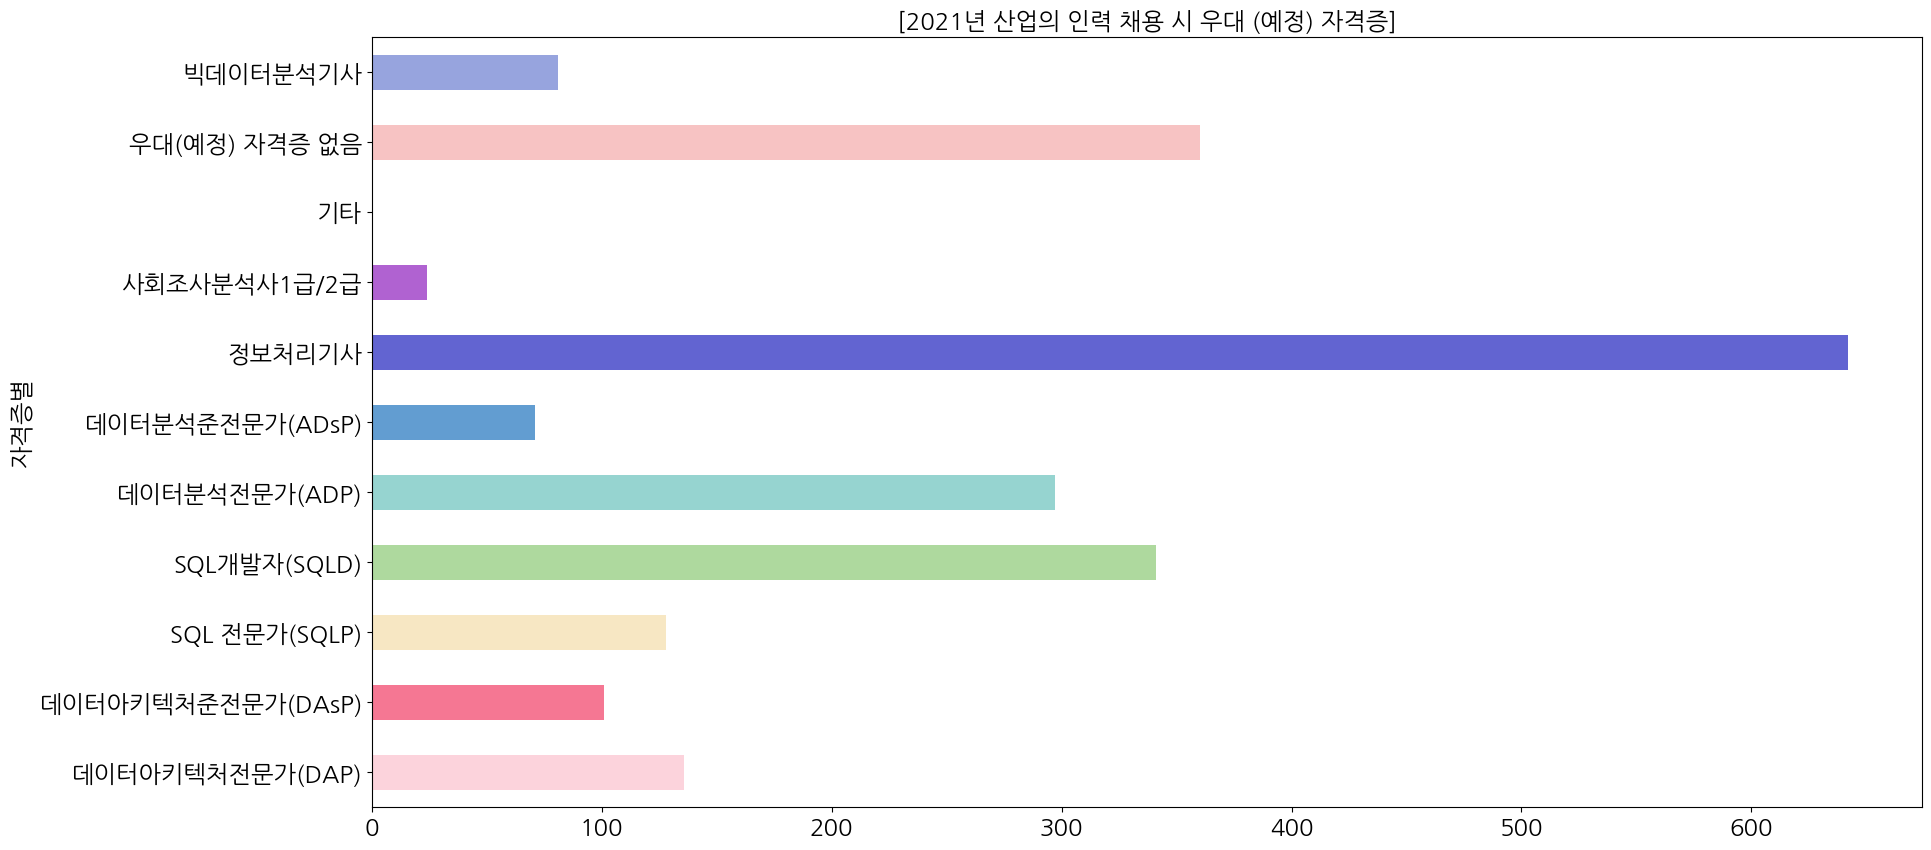 [2021년 산업의 인력 채용 시 우대 (예정) 자격증]
자격증별
빅데이터분석기사
우대(예정) 자격증 없음
기타
사회조사분석사1급/2급
정보처리기사
데이터분석준전문가(ADsP)
데이터분석전문가(ADP)
SQL개발자(SQLD)
SQL 전문가(SQLP)
데이터아키텍처준전문가(DAsP)
데이터아키텍처전문가(DAP)
0 100 200 300 400 500 600